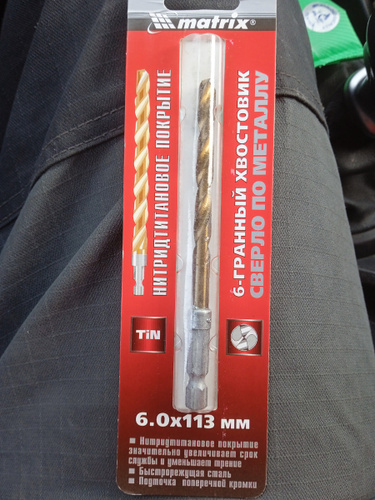 matrix®
НИТРИДТИТАНОВОЕ ПОКРЫТИЕ
6-ГРАННЫЙ ХВОСТОВИК
СВЕРЛО ПО МЕТАЛЛУ
TiN
6.0x113 мм
Нитридтитановое покрытие
значительно увеличивает срок
службы и уменьшает трение
Быстрорежущая сталь
Подточка поперечной кромки